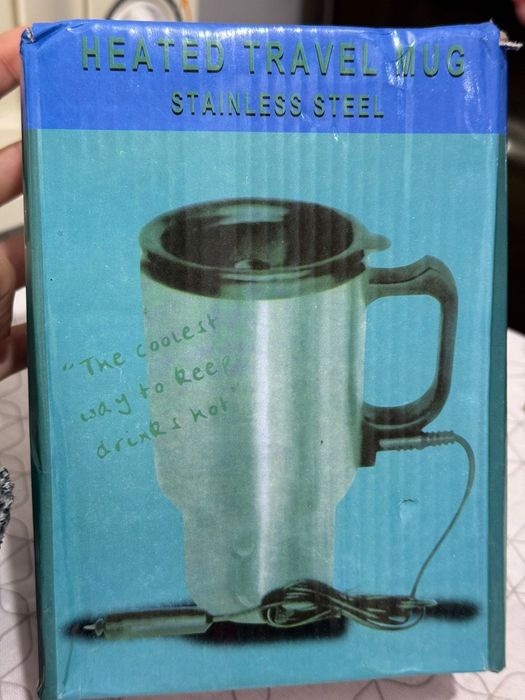 HEATED TRAVEL MUG
STAINLESS STEEL
"The coolest
way to keep
drinks hot"